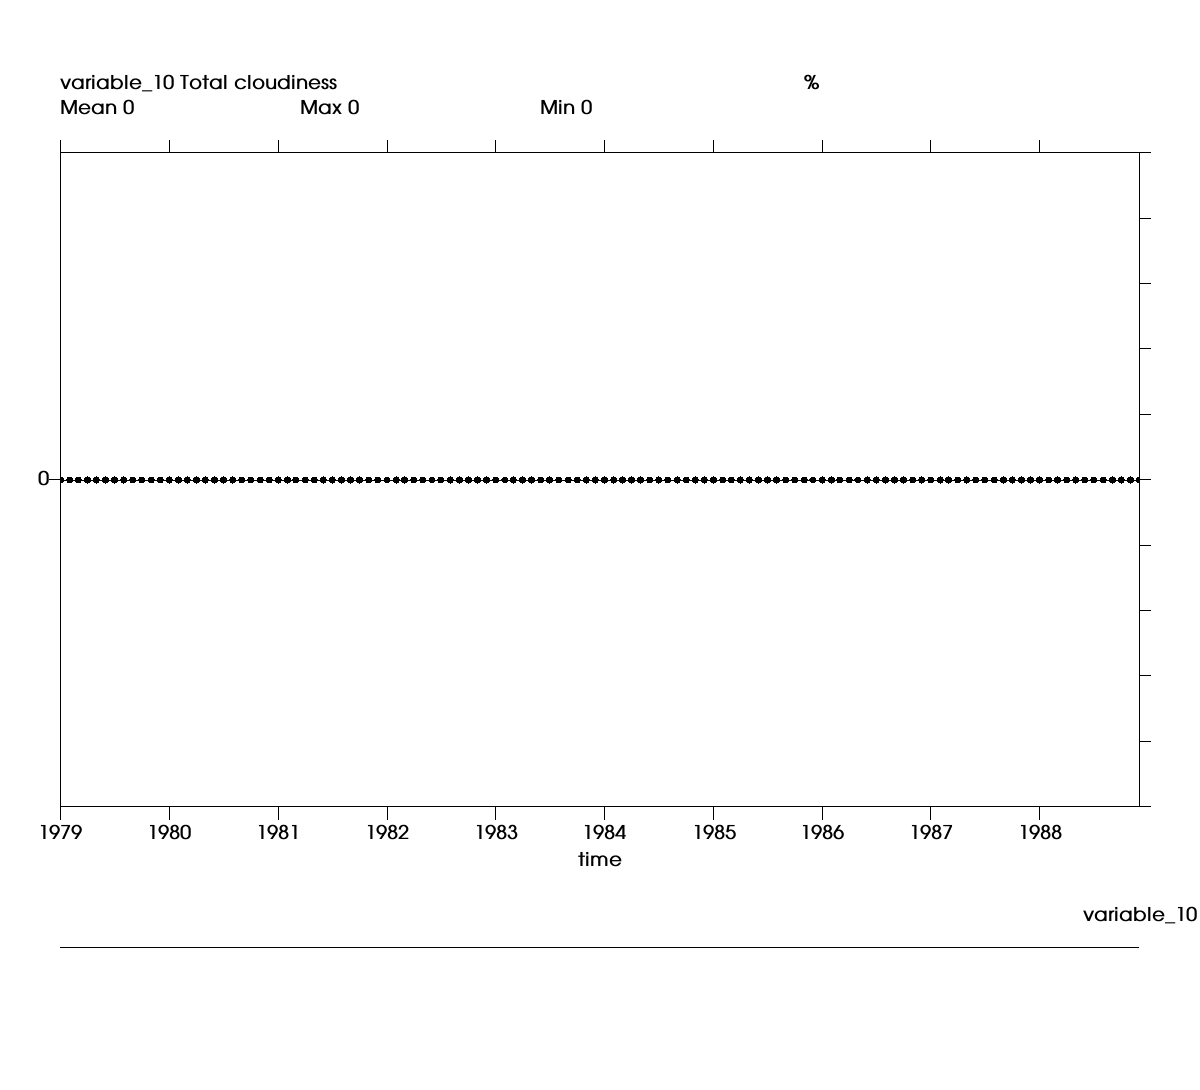 variable_10 Total cloudiness %
Mean 0 Max 0 Min 0
0
1979 1980 1981 1982 1983 1984 1985 1986 1987 1988
time
variable_10